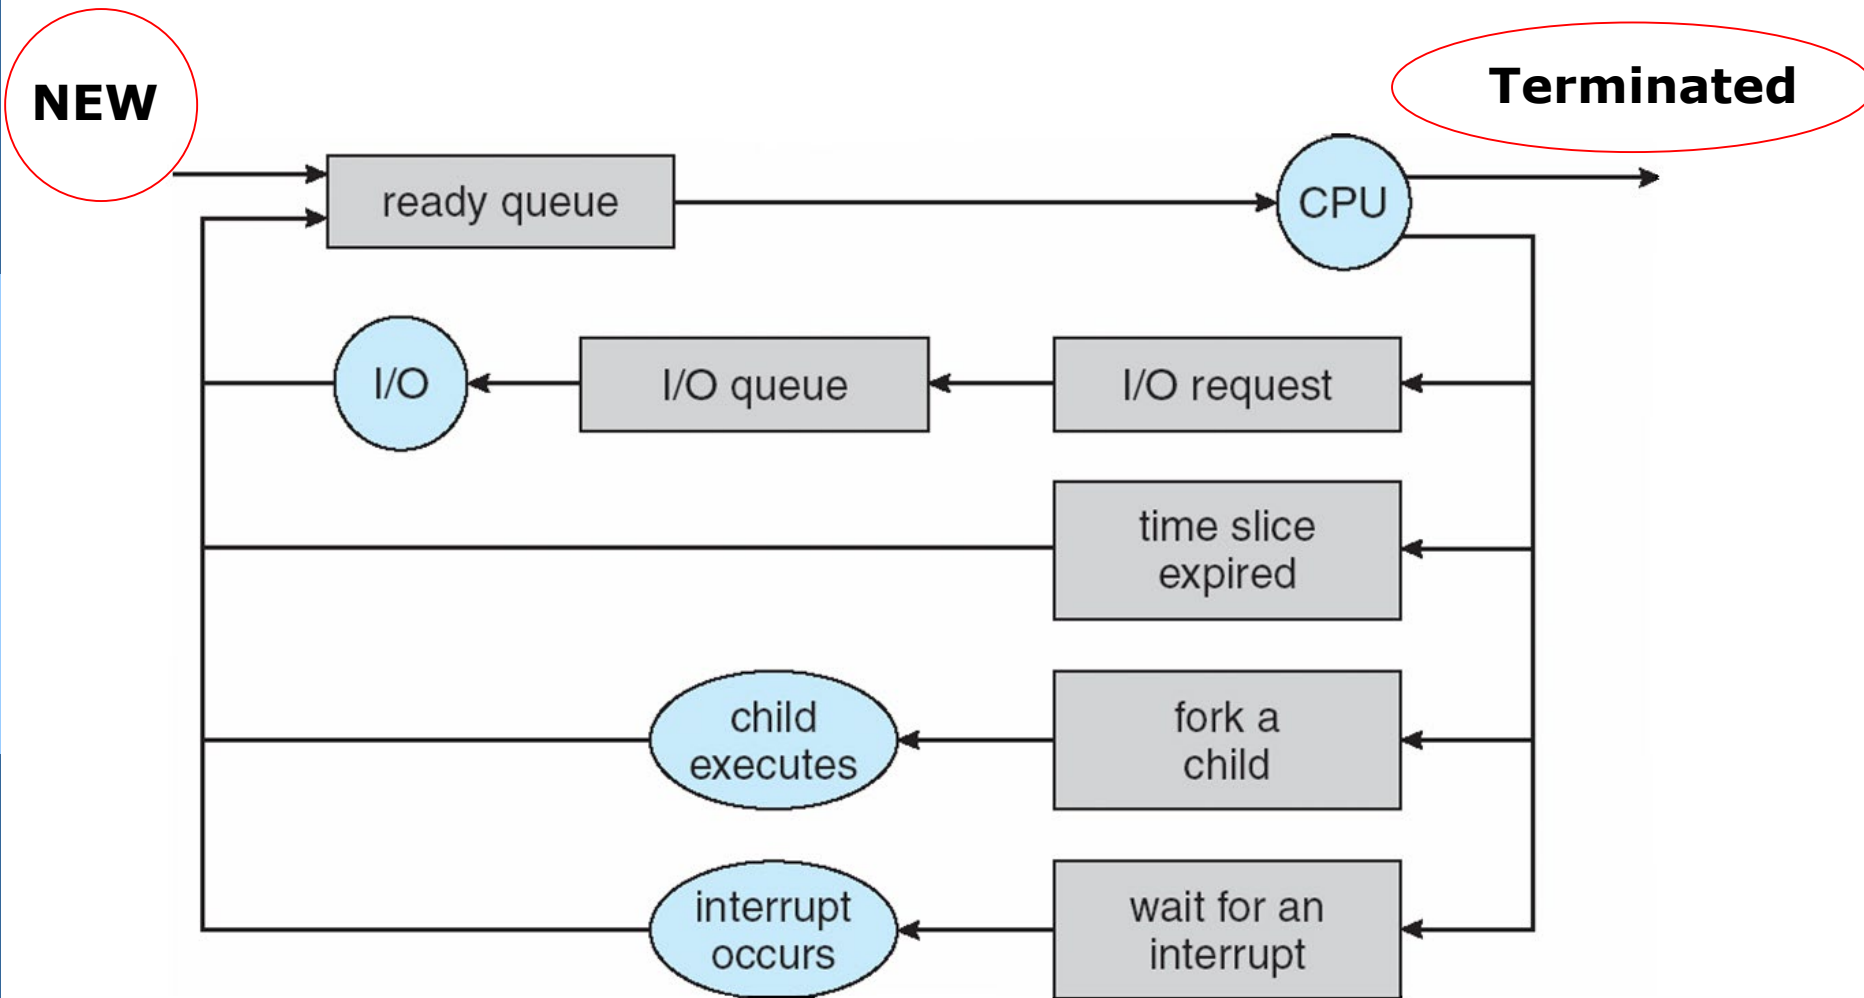 NEW
Terminated
ready queue
CPU
I/O
I/O queue
I/O request
time slice
expired
child
executes
fork a
child
interrupt
occurs
wait for an
interrupt